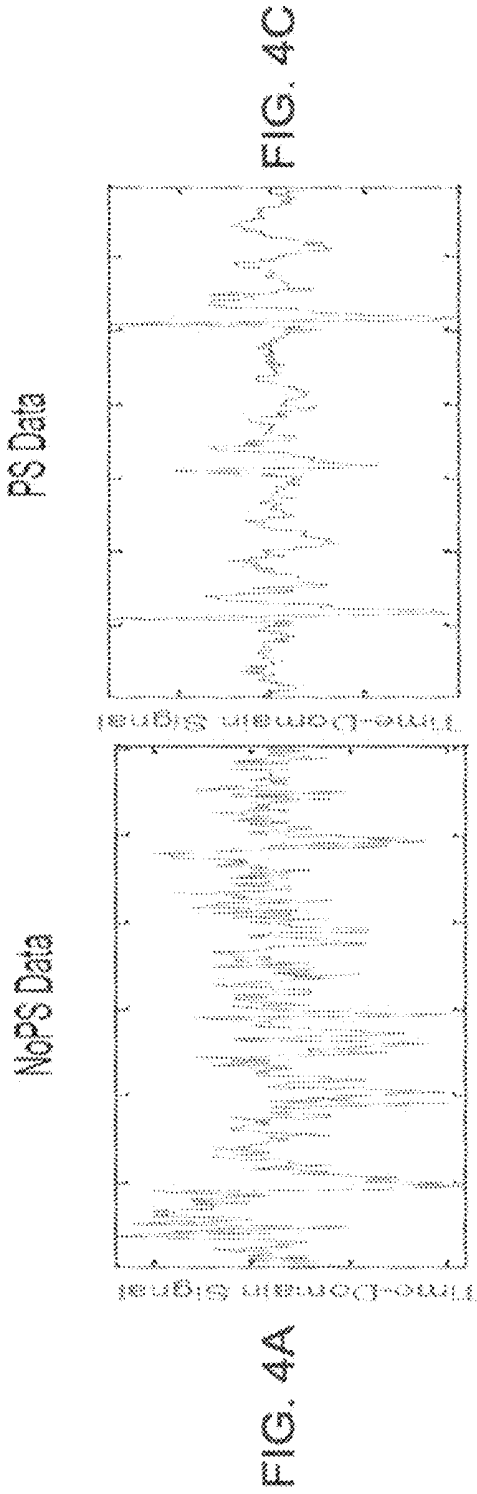 NoPS Data
PS Data
Time-Domain Signal
Time-Domain Signal
FIG. 4A
FIG. 4C